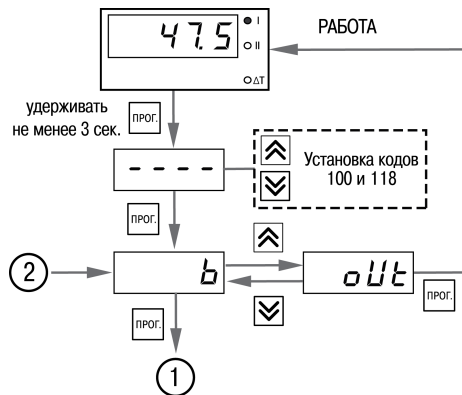 47.5
I
II
ΔT
РАБОТА
удерживать
не менее 3 сек.
ПРОГ.
- - - -
Установка кодов
100 и 118
ПРОГ.
2
b
oUt
ПРОГ.
ПРОГ.
1